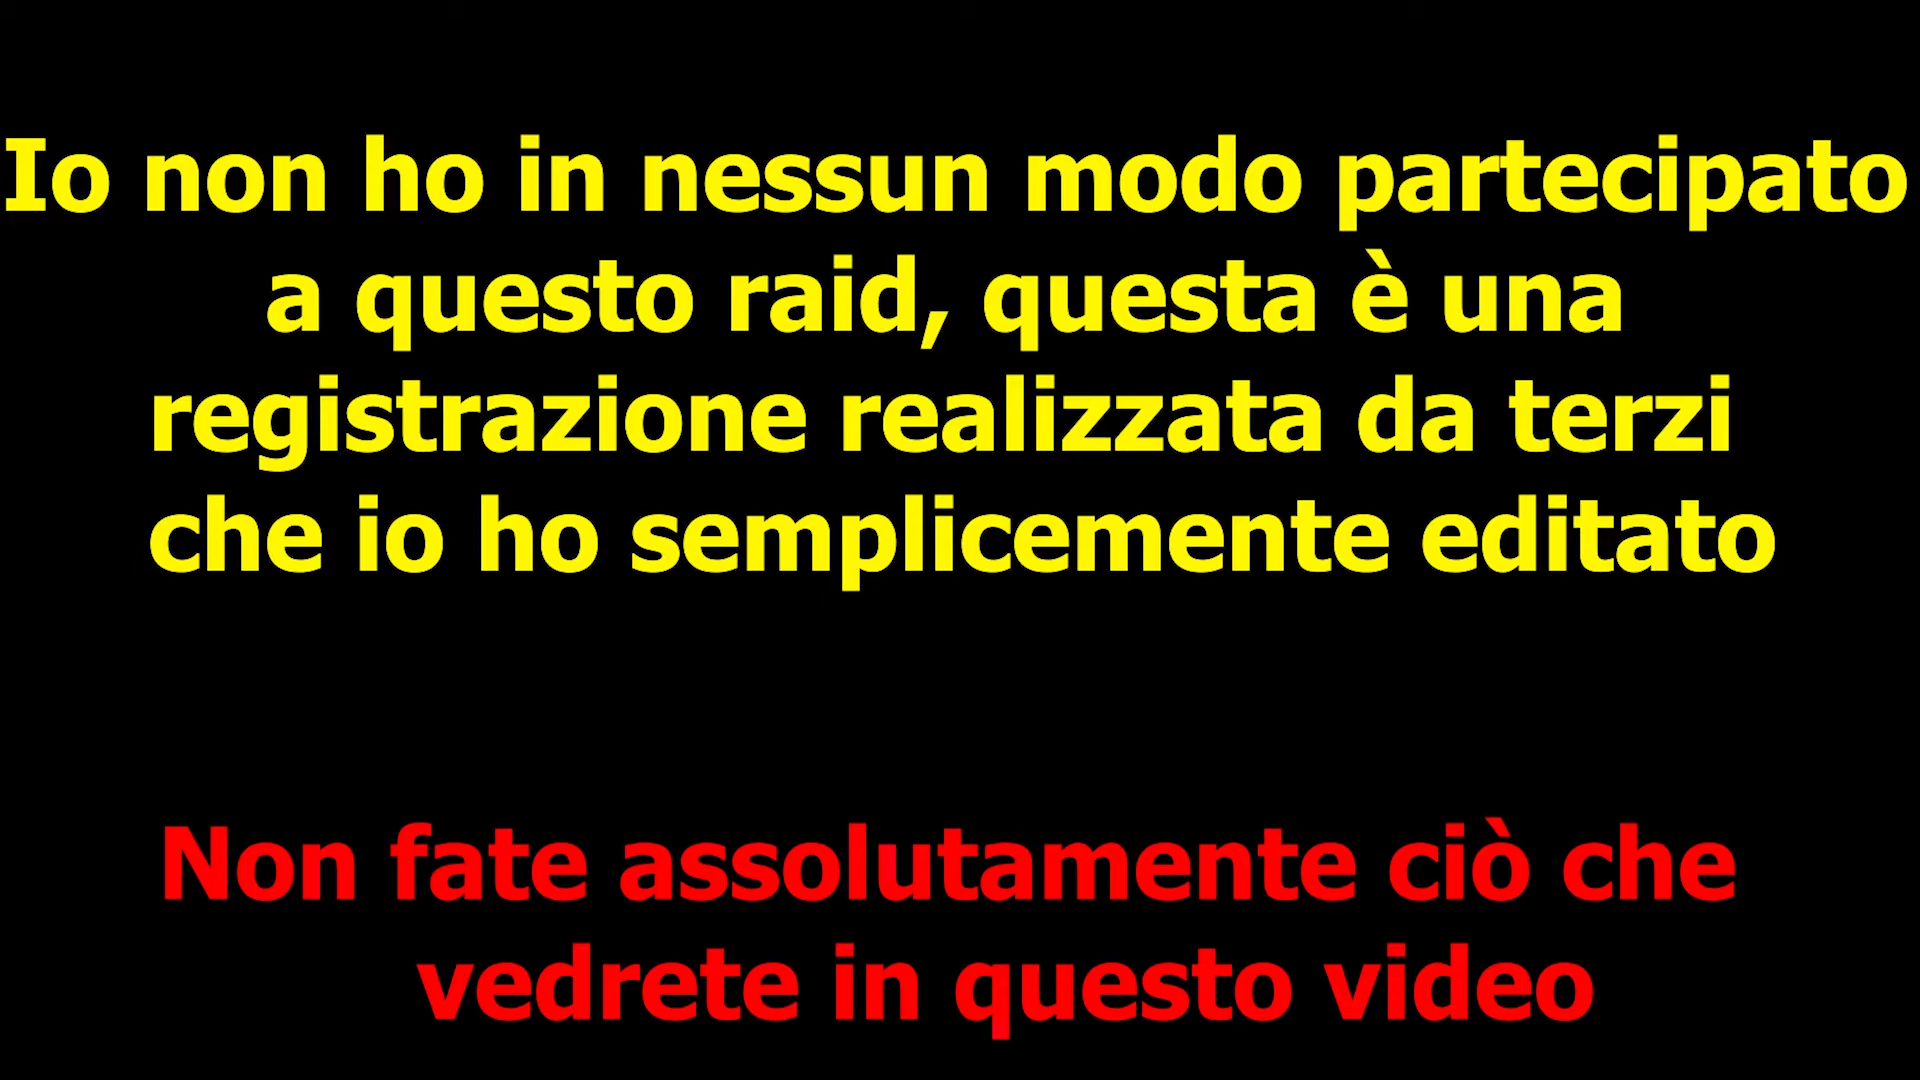 Io non ho in nessun modo partecipato
a questo raid, questa è una
registrazione realizzata da terzi
che io ho semplicemente editato
Non fate assolutamente ciò che
vedrete in questo video